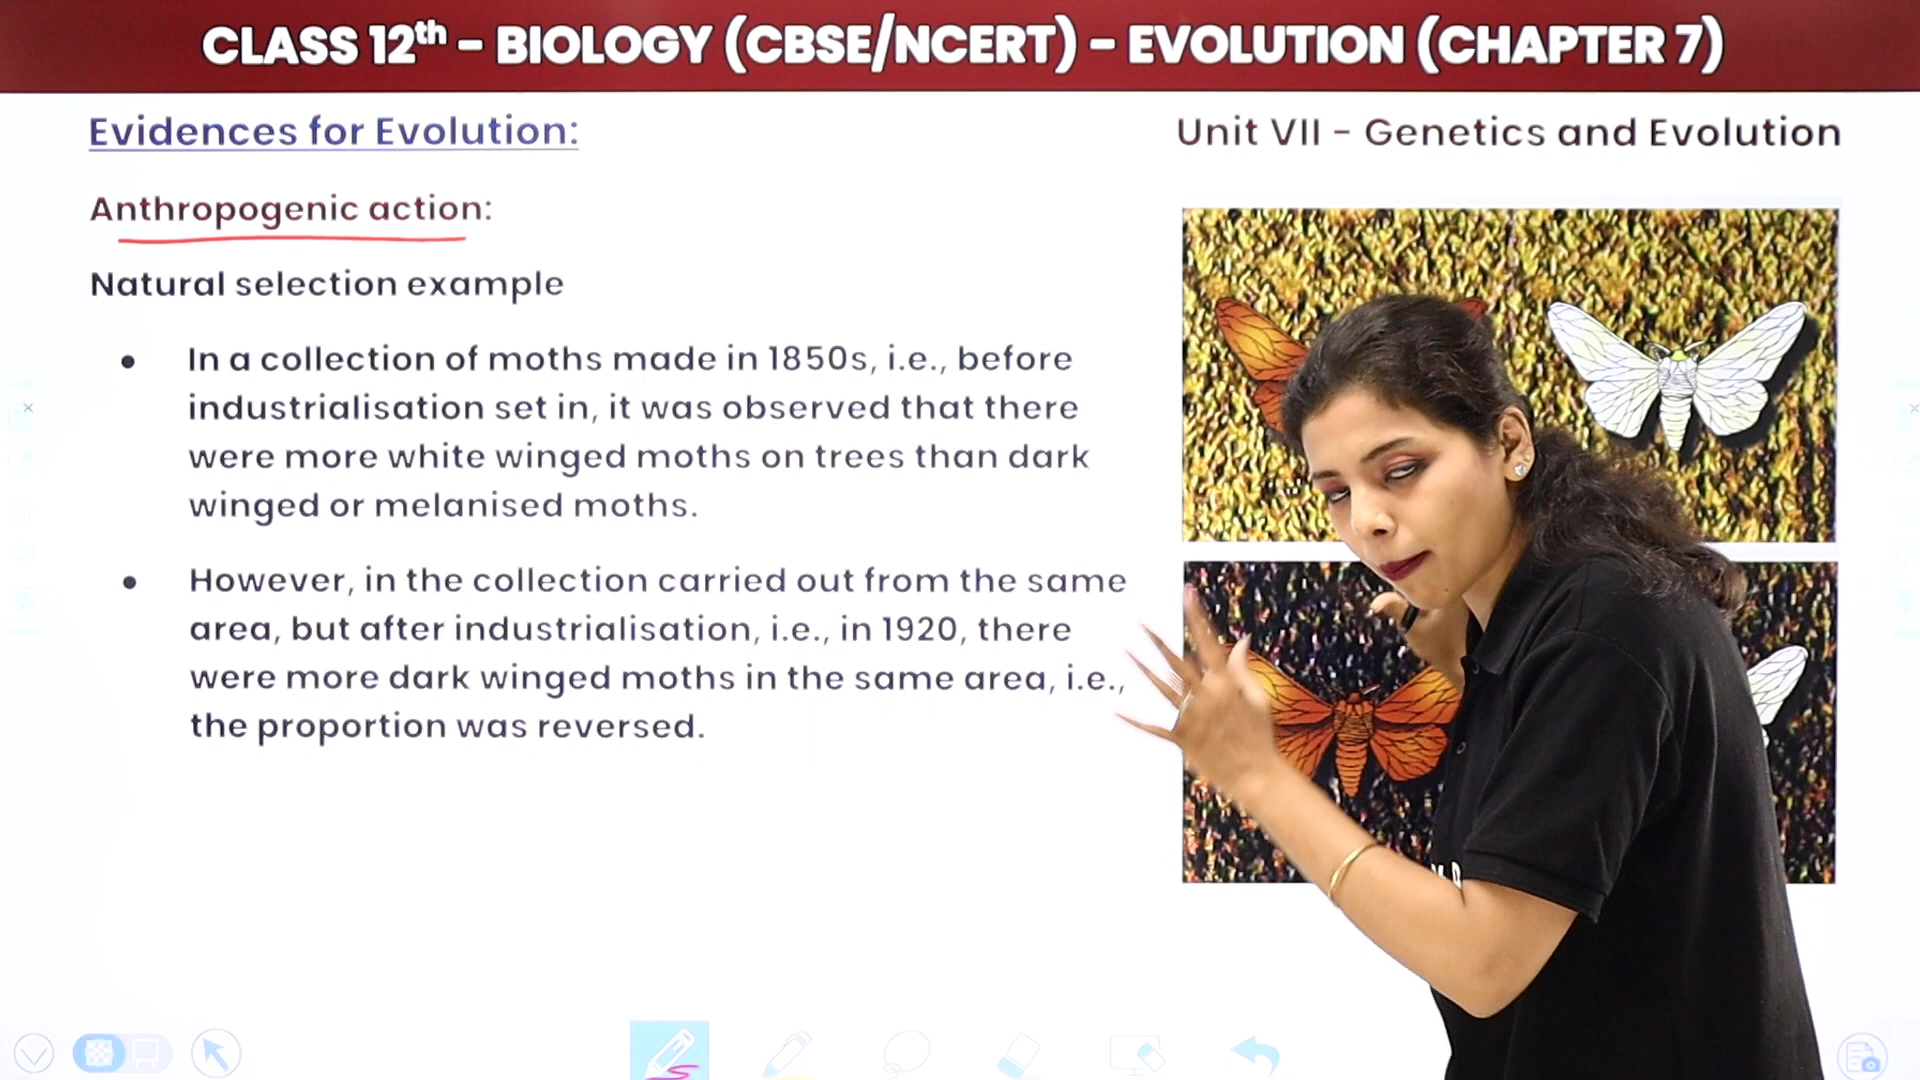 CLASS 12th – BIOLOGY (CBSE/NCERT) – EVOLUTION (CHAPTER 7)
Evidences for Evolution:
Unit VII – Genetics and Evolution
Anthropogenic action:
Natural selection example
• In a collection of moths made in 1850s, i.e., before
industrialisation set in, it was observed that there
were more white winged moths on trees than dark
winged or melanised moths.
• However, in the collection carried out from the same
area, but after industrialisation, i.e., in 1920, there
were more dark winged moths in the same area, i.e.,
the proportion was reversed.